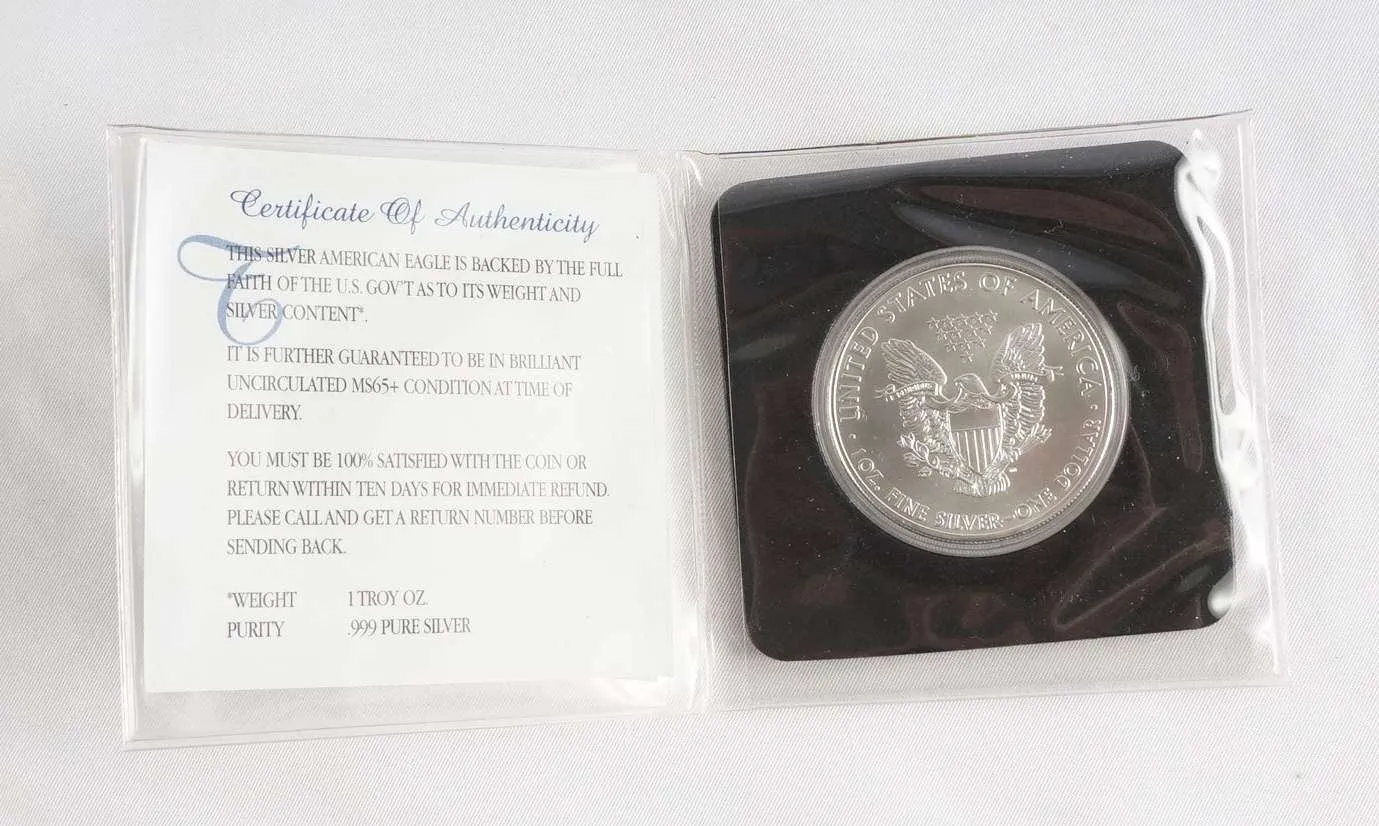 Certificate Of Authenticity
THIS SILVER AMERICAN EAGLE IS BACKED BY THE FULL
FAITH OF THE U.S. GOV'T AS TO ITS WEIGHT AND
SILVER CONTENT*.
IT IS FURTHER GUARANTEED TO BE IN BRILLIANT
UNCIRCULATED MS65+ CONDITION AT TIME OF
DELIVERY.
YOU MUST BE 100% SATISFIED WITH THE COIN OR
RETURN WITHIN TEN DAYS FOR IMMEDIATE REFUND.
PLEASE CALL AND GET A RETURN NUMBER BEFORE
SENDING BACK.
*WEIGHT 1 TROY OZ.
PURITY .999 PURE SILVER
UNITED STATES OF AMERICA
1 OZ. FINE SILVER~ONE DOLLAR